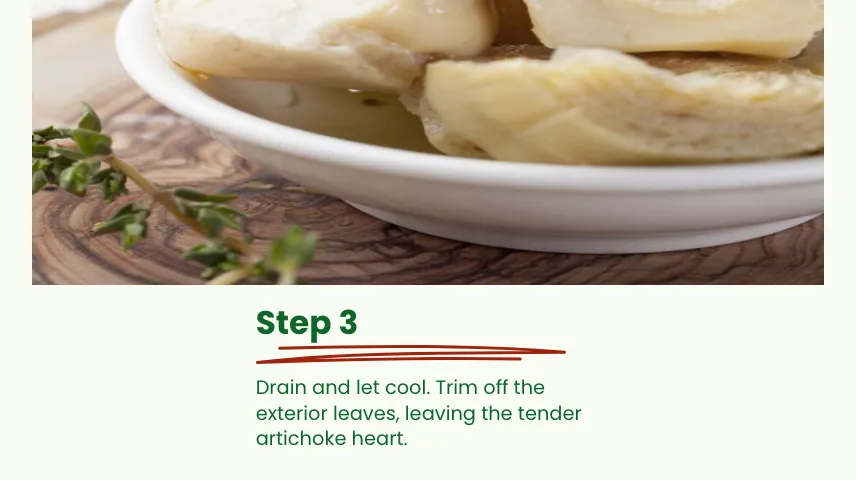 Step 3
Drain and let cool. Trim off the
exterior leaves, leaving the tender
artichoke heart.